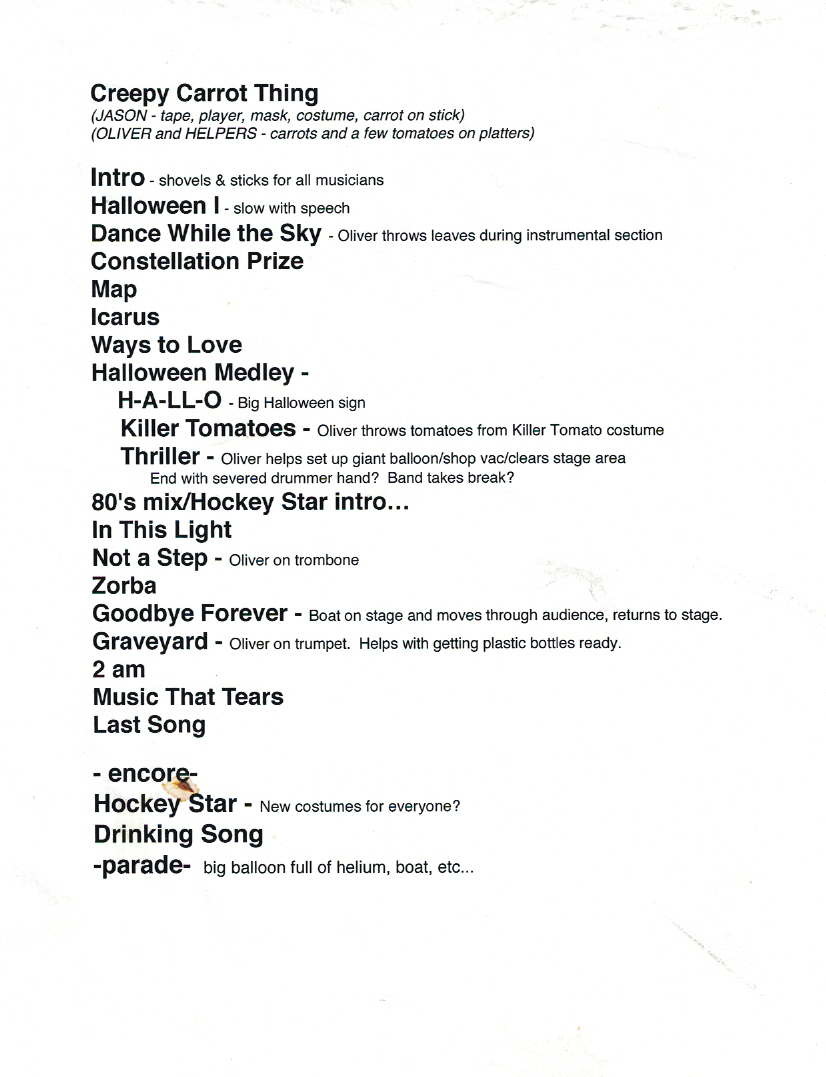 Creepy Carrot Thing
(JASON - tape, player, mask, costume, carrot on stick)
(OLIVER and HELPERS - carrots and a few tomatoes on platters)
Intro - shovels & sticks for all musicians
Halloween I - slow with speech
Dance While the Sky - Oliver throws leaves during instrumental section
Constellation Prize
Map
Icarus
Ways to Love
Halloween Medley -
H-A-LL-O - Big Halloween sign
Killer Tomatoes - Oliver throws tomatoes from Killer Tomato costume
Thriller - Oliver helps set up giant balloon/shop vac/clears stage area
End with severed drummer hand? Band takes break?
80's mix/Hockey Star intro...
In This Light
Not a Step - Oliver on trombone
Zorba
Goodbye Forever - Boat on stage and moves through audience, returns to stage.
Graveyard - Oliver on trumpet. Helps with getting plastic bottles ready.
2 am
Music That Tears
Last Song
- encore-
Hockey Star - New costumes for everyone?
Drinking Song
-parade- big balloon full of helium, boat, etc...